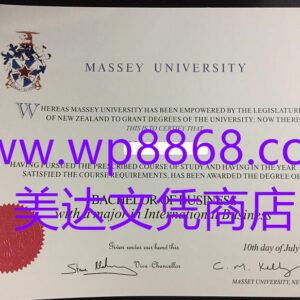 MASSEY UNIVERSITY
WHEREAS MASSEY UNIVERSITY HAS BEEN EMPOWERED BY THE LEGISLATURE
OF NEW ZEALAND TO GRANT DEGREES OF THE UNIVERSITY: NOW THERE
THIS IS TO CERTIFY THAT
www.wp8868.co
HAVING PURSUED THE PRESCRIBED COURSE OF STUDY AND HAVING IN THE YEAR
SATISFIED THE COURSE REQUIREMENTS, HAS BEEN AWARDED THE DEGREE O
BACHELOR OF BUSINESS
美达文凭商店
with a major in International Business
Given under our hand this
10th day of July
Vice-Chancellor
C. M. Kelly
MASSEY UNIVERSITY, NE